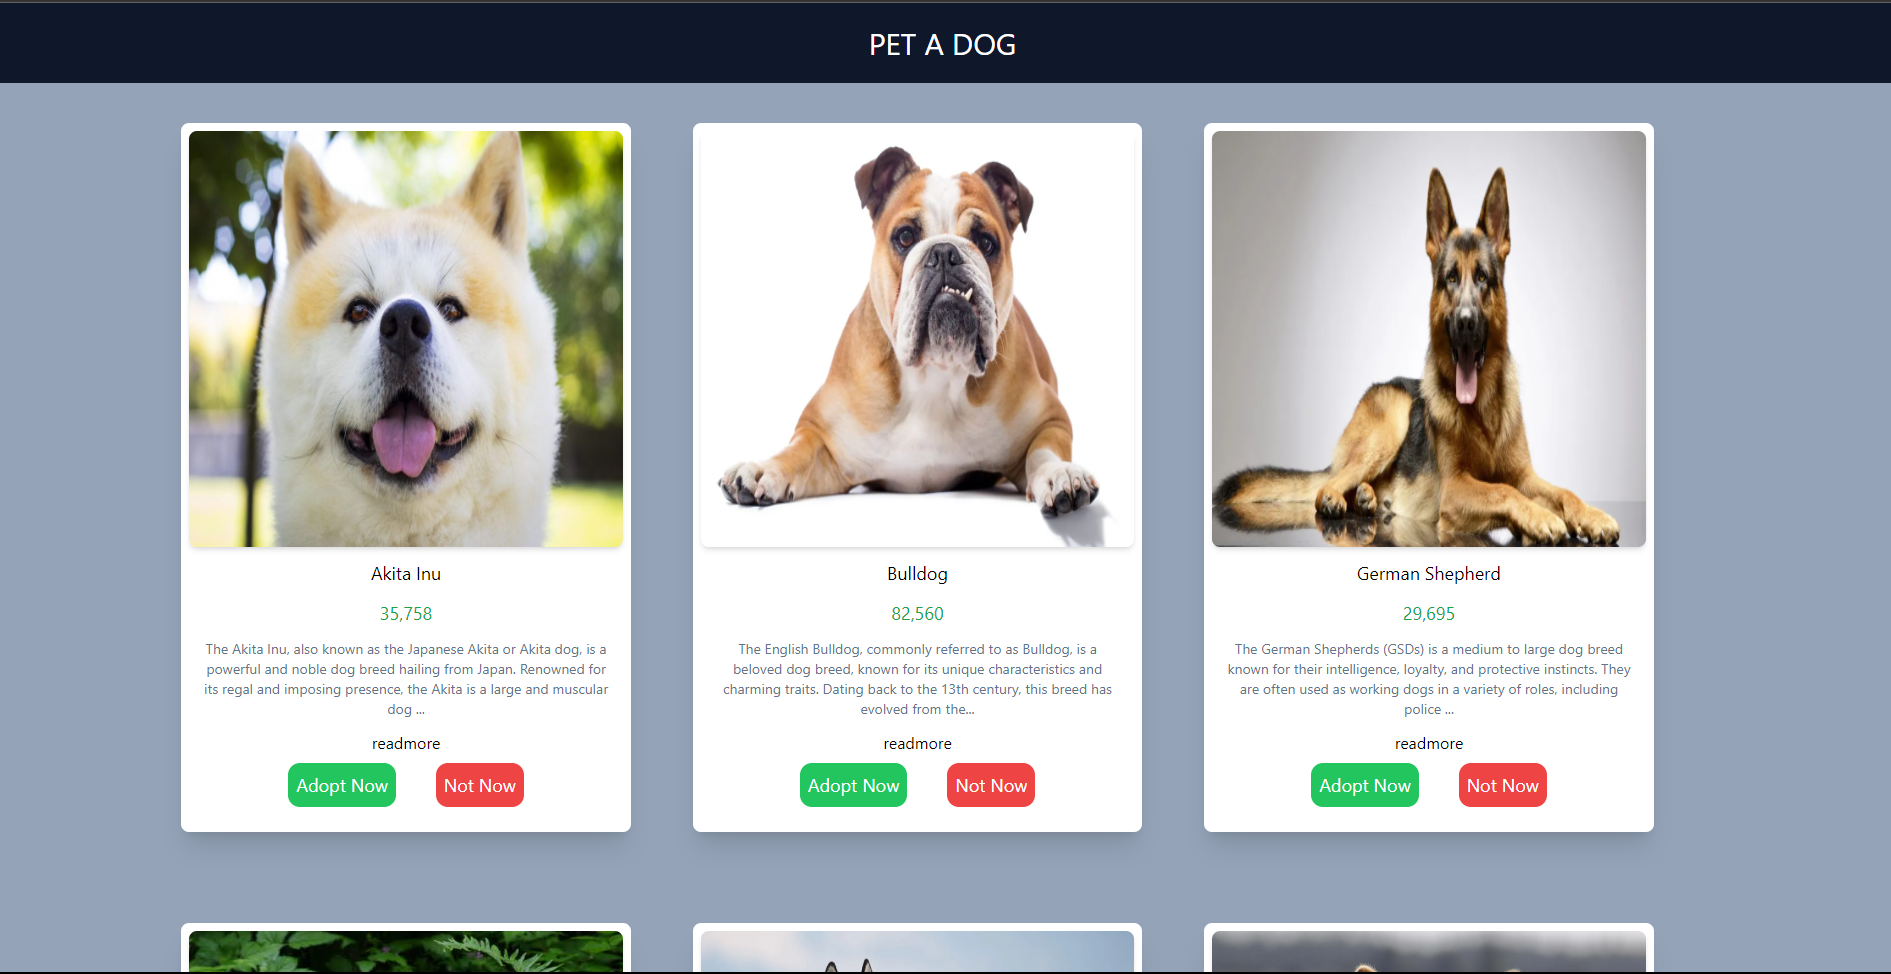 PET A DOG
Akita Inu
35,758
The Akita Inu, also known as the Japanese Akita or Akita dog, is a
powerful and noble dog breed hailing from Japan. Renowned for
its regal and imposing presence, the Akita is a large and muscular
dog ...
readmore
Adopt Now
Not Now
Bulldog
82,560
The English Bulldog, commonly referred to as Bulldog, is a
beloved dog breed, known for its unique characteristics and
charming traits. Dating back to the 13th century, this breed has
evolved from the...
readmore
Adopt Now
Not Now
German Shepherd
29,695
The German Shepherds (GSDs) is a medium to large dog breed
known for their intelligence, loyalty, and protective instincts. They
are often used as working dogs in a variety of roles, including
police ...
readmore
Adopt Now
Not Now